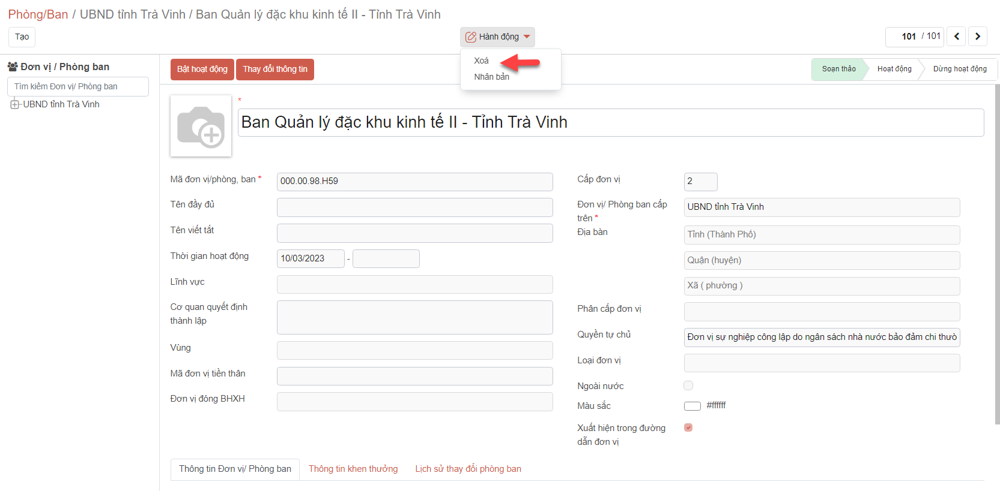 Phòng/Ban / UBND tỉnh Trà Vinh / Ban Quản lý đặc khu kinh tế II - Tỉnh Trà Vinh
Tạo
Hành động
101 / 101
Xoá
Nhân bản
Đơn vị / Phòng ban
Tìm kiếm Đơn vị/ Phòng ban
UBND tỉnh Trà Vinh
Bật hoạt động
Thay đổi thông tin
Soạn thảo
Hoạt động
Dừng hoạt động
*
Ban Quản lý đặc khu kinh tế II - Tỉnh Trà Vinh
Mã đơn vị/phòng, ban *
000.00.98.H59
Tên đầy đủ
Tên viết tắt
Thời gian hoạt động
10/03/2023 -
Lĩnh vực
Cơ quan quyết định
thành lập
Vùng
Mã đơn vị tiền thân
Đơn vị đóng BHXH
Cấp đơn vị
2
Đơn vị/ Phòng ban cấp
trên *
UBND tỉnh Trà Vinh
Địa bàn
Tỉnh (Thành Phố)
Quận (huyện)
Xã ( phường )
Phân cấp đơn vị
Quyền tự chủ
Đơn vị sự nghiệp công lập do ngân sách nhà nước bảo đảm chi thườ
Loại đơn vị
Ngoài nước
Màu sắc
#ffffff
Xuất hiện trong đường
dẫn đơn vị
Thông tin Đơn vị/ Phòng ban
Thông tin khen thưởng
Lịch sử thay đổi phòng ban